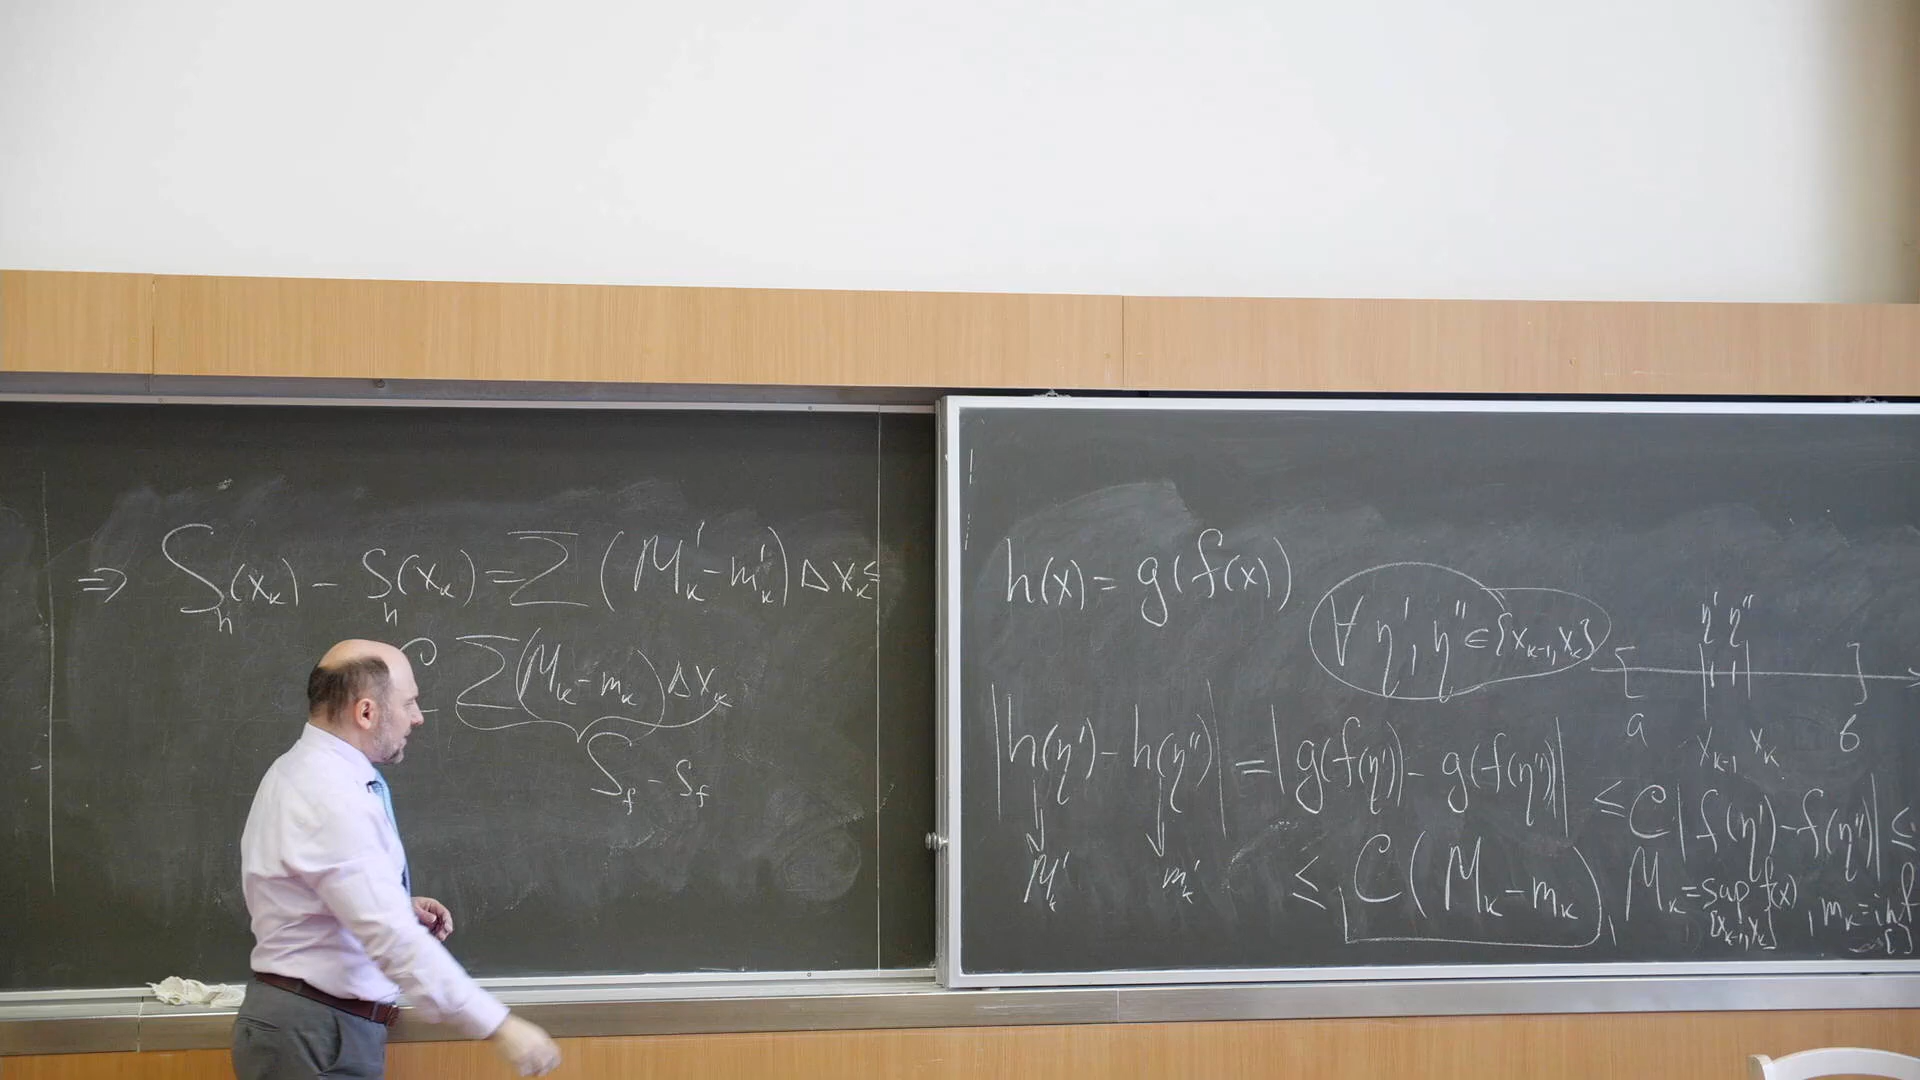 ⇒ S_h(x_k) - s_h(x_k) = Σ (M'_k - m'_k) Δx_k ≤
Σ (M_k - m_k) Δx_k
S_f - s_f
h(x) = g(f(x))
∀ η', η'' ∈ [x_{k-1}, x_k]
η' η''
[ ]
a x_{k-1} x_k б
|h(η') - h(η'')| = |g(f(η')) - g(f(η''))| ≤ C |f(η') - f(η'')| ≤
M'_k m'_k
≤ C (M_k - m_k), M_k = sup f(x), m_k = inf f
[x_{k-1}, x_k] [ ]